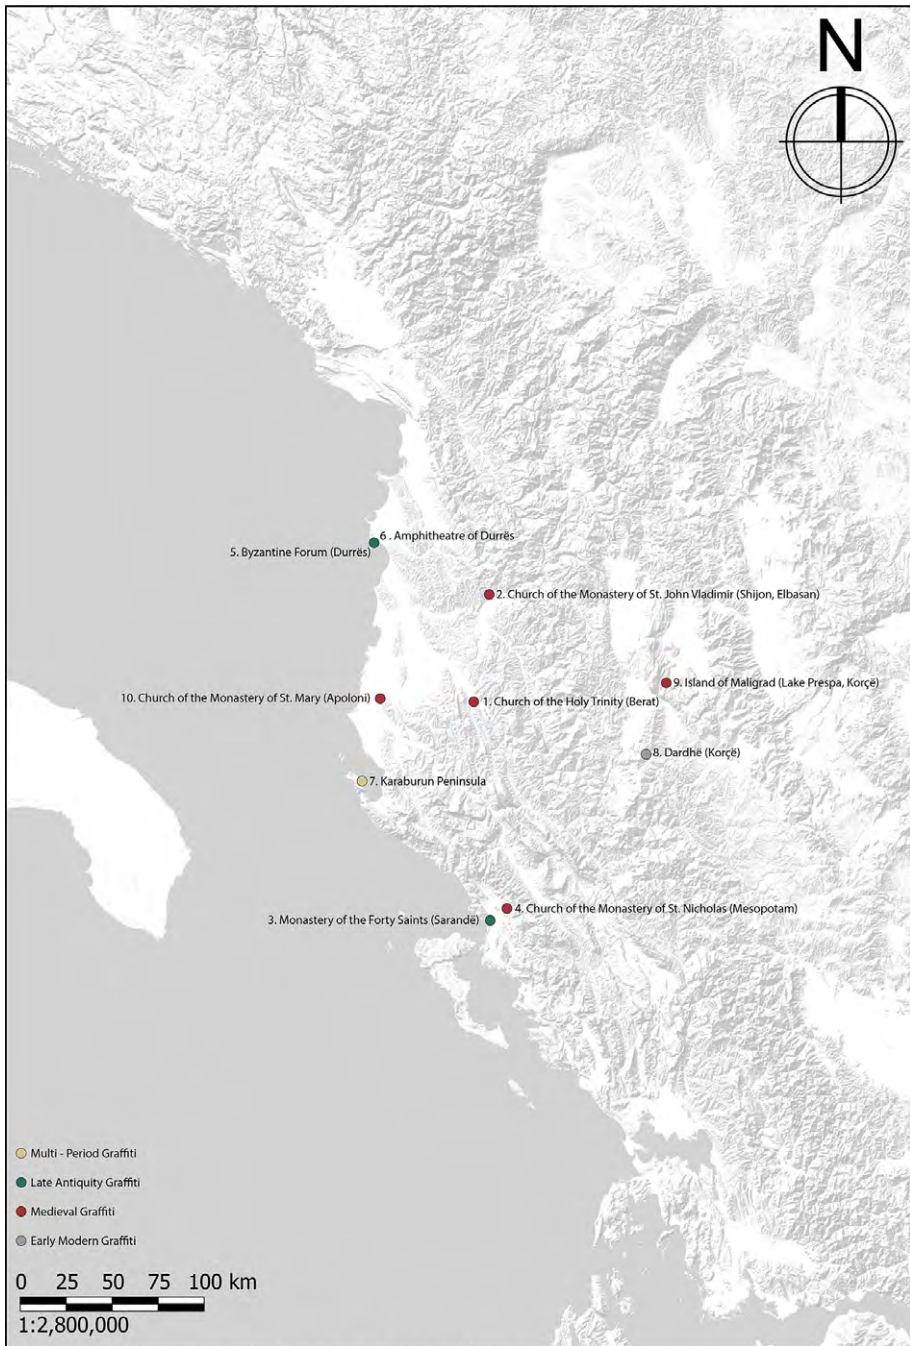 N
6 . Amphitheatre of Durrës
5. Byzantine Forum (Durrës)
2. Church of the Monastery of St. John Vladimir (Shijon, Elbasan)
9. Island of Maligrad (Lake Prespa, Korçë)
10. Church of the Monastery of St. Mary (Apoloni)
1. Church of the Holy Trinity (Berat)
8. Dardhë (Korçë)
7. Karaburun Peninsula
4. Church of the Monastery of St. Nicholas (Mesopotam)
3. Monastery of the Forty Saints (Sarandë)
Multi - Period Graffiti
Late Antiquity Graffiti
Medieval Graffiti
Early Modern Graffiti
0 25 50 75 100 km
1:2,800,000